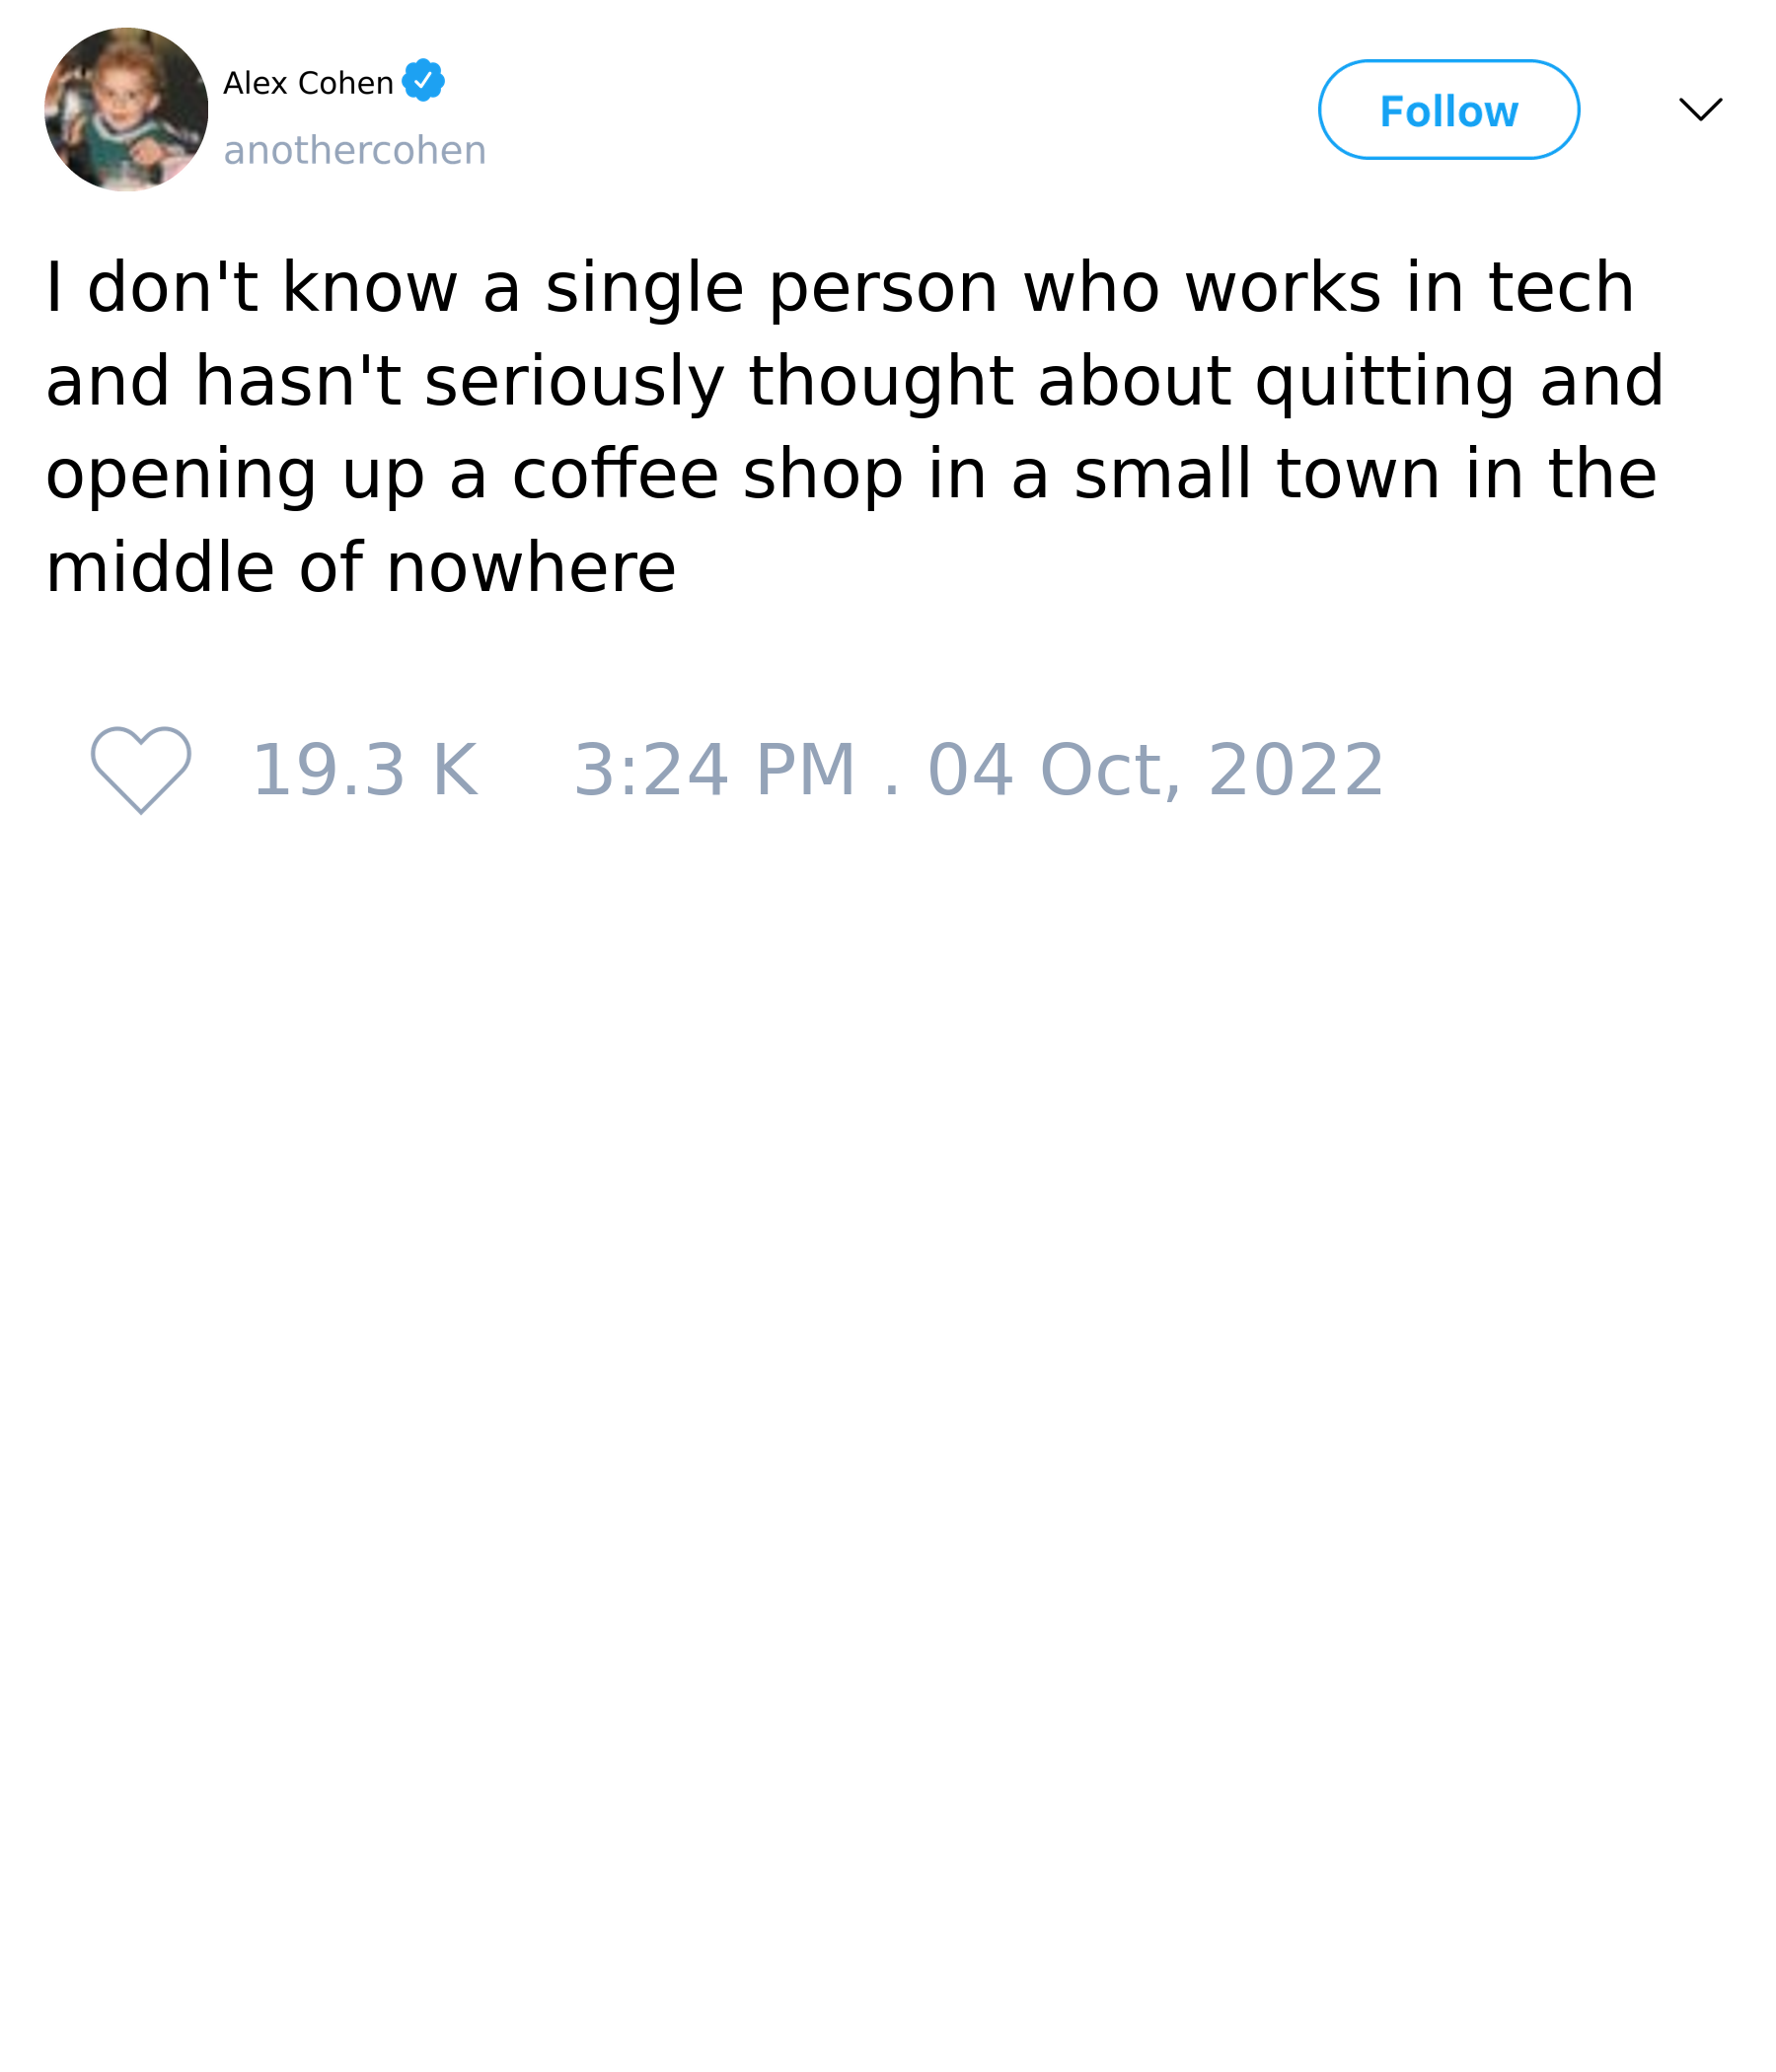 Alex Cohen
anothercohen
Follow
I don't know a single person who works in tech
and hasn't seriously thought about quitting and
opening up a coffee shop in a small town in the
middle of nowhere
19.3 K 3:24 PM . 04 Oct, 2022